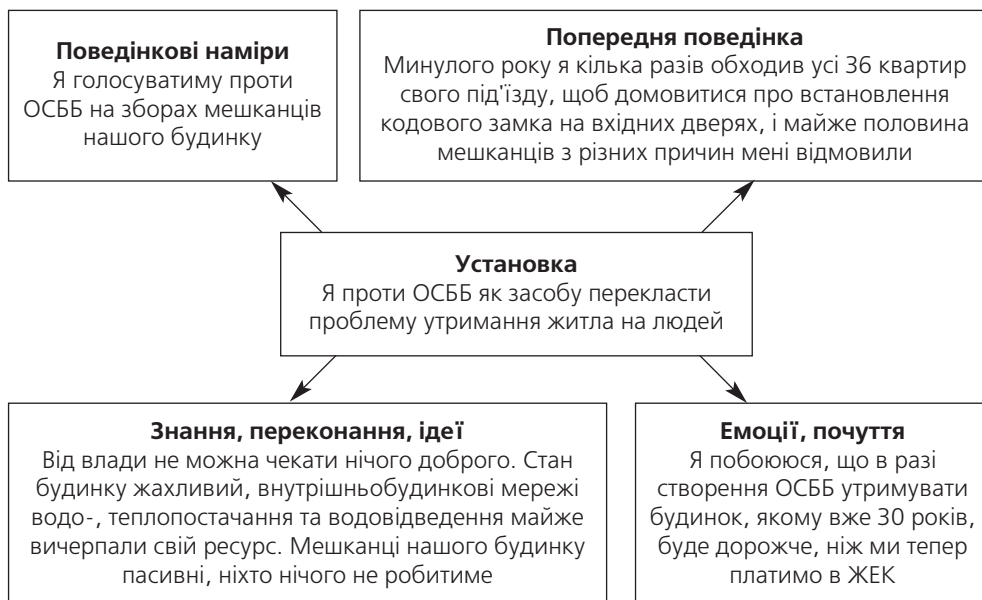 Поведінкові наміри
Я голосуватиму проти
ОСББ на зборах мешканців
нашого будинку
Попередня поведінка
Минулого року я кілька разів обходив усі 36 квартир
свого під'їзду, щоб домовитися про встановлення
кодового замка на вхідних дверях, і майже половина
мешканців з різних причин мені відмовили
Установка
Я проти ОСББ як засобу перекласти
проблему утримання житла на людей
Знання, переконання, ідеї
Від влади не можна чекати нічого доброго. Стан
будинку жахливий, внутрішньобудинкові мережі
водо-, теплопостачання та водовідведення майже
вичерпали свій ресурс. Мешканці нашого будинку
пасивні, ніхто нічого не робитиме
Емоції, почуття
Я побоююся, що в разі
створення ОСББ утримувати
будинок, якому вже 30 років,
буде дорожче, ніж ми тепер
платимо в ЖЕК